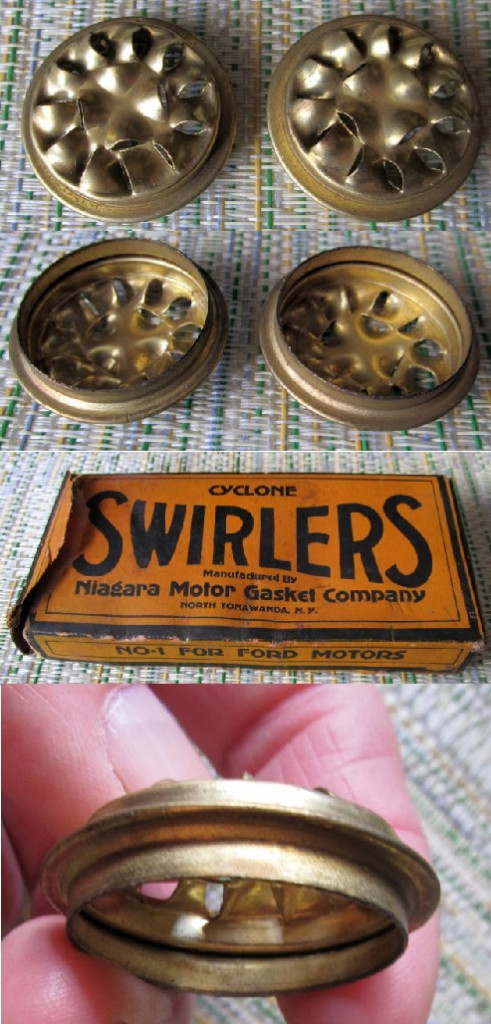 CYCLONE
SWIRLERS
Manufactured By
Niagara Motor Gasket Company
NORTH TONAWANDA, N.Y.
NO-1 FOR FORD MOTORS